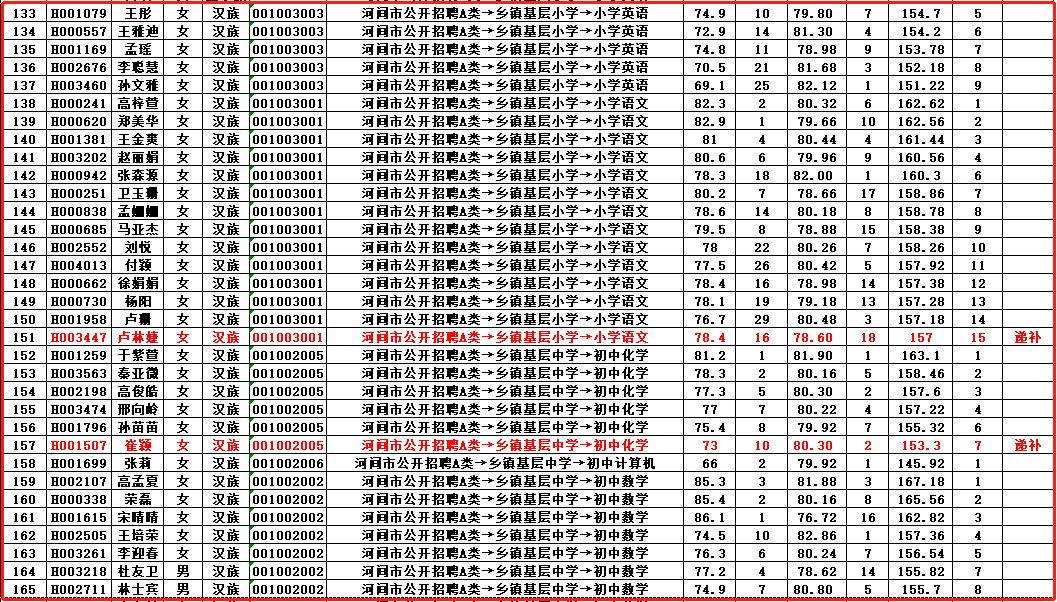 133 H001079 王彤 女 汉族 001003003 河间市公开招聘A类→乡镇基层小学→小学英语 74.9 10 79.80 7 154.7 5
134 H000557 王雅迪 女 汉族 001003003 河间市公开招聘A类→乡镇基层小学→小学英语 72.9 14 81.30 4 154.2 6
135 H001169 孟瑶 女 汉族 001003003 河间市公开招聘A类→乡镇基层小学→小学英语 74.8 11 78.98 9 153.78 7
136 H002676 李聪慧 女 汉族 001003003 河间市公开招聘A类→乡镇基层小学→小学英语 70.5 21 81.68 3 152.18 8
137 H003460 孙文雅 女 汉族 001003003 河间市公开招聘A类→乡镇基层小学→小学英语 69.1 25 82.12 1 151.22 9
138 H000241 高梓萱 女 汉族 001003001 河间市公开招聘A类→乡镇基层小学→小学语文 82.3 2 80.32 6 162.62 1
139 H000620 郑美华 女 汉族 001003001 河间市公开招聘A类→乡镇基层小学→小学语文 82.9 1 79.66 10 162.56 2
140 H001381 王金爽 女 汉族 001003001 河间市公开招聘A类→乡镇基层小学→小学语文 81 4 80.44 4 161.44 3
141 H003202 赵丽娟 女 汉族 001003001 河间市公开招聘A类→乡镇基层小学→小学语文 80.6 6 79.96 9 160.56 4
142 H000942 张淼源 女 汉族 001003001 河间市公开招聘A类→乡镇基层小学→小学语文 78.3 18 82.00 1 160.3 6
143 H000251 卫玉珊 女 汉族 001003001 河间市公开招聘A类→乡镇基层小学→小学语文 80.2 7 78.66 17 158.86 7
144 H000838 孟姗姗 女 汉族 001003001 河间市公开招聘A类→乡镇基层小学→小学语文 78.6 14 80.18 8 158.78 8
145 H000685 马亚杰 女 汉族 001003001 河间市公开招聘A类→乡镇基层小学→小学语文 79.5 8 78.88 15 158.38 9
146 H002552 刘悦 女 汉族 001003001 河间市公开招聘A类→乡镇基层小学→小学语文 78 22 80.26 7 158.26 10
147 H004013 付颖 女 汉族 001003001 河间市公开招聘A类→乡镇基层小学→小学语文 77.5 26 80.42 5 157.92 11
148 H000662 徐娟娟 女 汉族 001003001 河间市公开招聘A类→乡镇基层小学→小学语文 78.4 16 78.98 14 157.38 12
149 H000730 杨阳 女 汉族 001003001 河间市公开招聘A类→乡镇基层小学→小学语文 78.1 19 79.18 13 157.28 13
150 H001958 卢珊 女 汉族 001003001 河间市公开招聘A类→乡镇基层小学→小学语文 76.7 29 80.48 3 157.18 14
151 H003447 卢林婕 女 汉族 001003001 河间市公开招聘A类→乡镇基层小学→小学语文 78.4 16 78.60 18 157 15 递补
152 H001259 于紫萱 女 汉族 001002005 河间市公开招聘A类→乡镇基层中学→初中化学 81.2 1 81.90 1 163.1 1
153 H003563 秦亚微 女 汉族 001002005 河间市公开招聘A类→乡镇基层中学→初中化学 78.3 2 80.16 5 158.46 2
154 H002198 高俊皓 女 汉族 001002005 河间市公开招聘A类→乡镇基层中学→初中化学 77.3 5 80.30 2 157.6 3
155 H003474 邢向岭 女 汉族 001002005 河间市公开招聘A类→乡镇基层中学→初中化学 77 7 80.22 4 157.22 4
156 H001796 孙苗苗 女 汉族 001002005 河间市公开招聘A类→乡镇基层中学→初中化学 75.4 8 79.92 7 155.32 6
157 H001507 崔颖 女 汉族 001002005 河间市公开招聘A类→乡镇基层中学→初中化学 73 10 80.30 2 153.3 7 递补
158 H001699 张莉 女 汉族 001002006 河间市公开招聘A类→乡镇基层中学→初中计算机 66 2 79.92 1 145.92 1
159 H002107 高孟夏 女 汉族 001002002 河间市公开招聘A类→乡镇基层中学→初中数学 85.3 3 81.88 3 167.18 1
160 H000338 荣磊 女 汉族 001002002 河间市公开招聘A类→乡镇基层中学→初中数学 85.4 2 80.16 8 165.56 2
161 H001615 宋晴晴 女 汉族 001002002 河间市公开招聘A类→乡镇基层中学→初中数学 86.1 1 76.72 16 162.82 3
162 H002505 王培荣 女 汉族 001002002 河间市公开招聘A类→乡镇基层中学→初中数学 74.5 10 82.86 1 157.36 4
163 H003261 李迎春 女 汉族 001002002 河间市公开招聘A类→乡镇基层中学→初中数学 76.3 6 80.24 7 156.54 5
164 H003218 杜友卫 男 汉族 001002002 河间市公开招聘A类→乡镇基层中学→初中数学 77.2 4 78.62 14 155.82 7
165 H002711 林士宾 男 汉族 001002002 河间市公开招聘A类→乡镇基层中学→初中数学 74.9 7 80.80 5 155.7 8